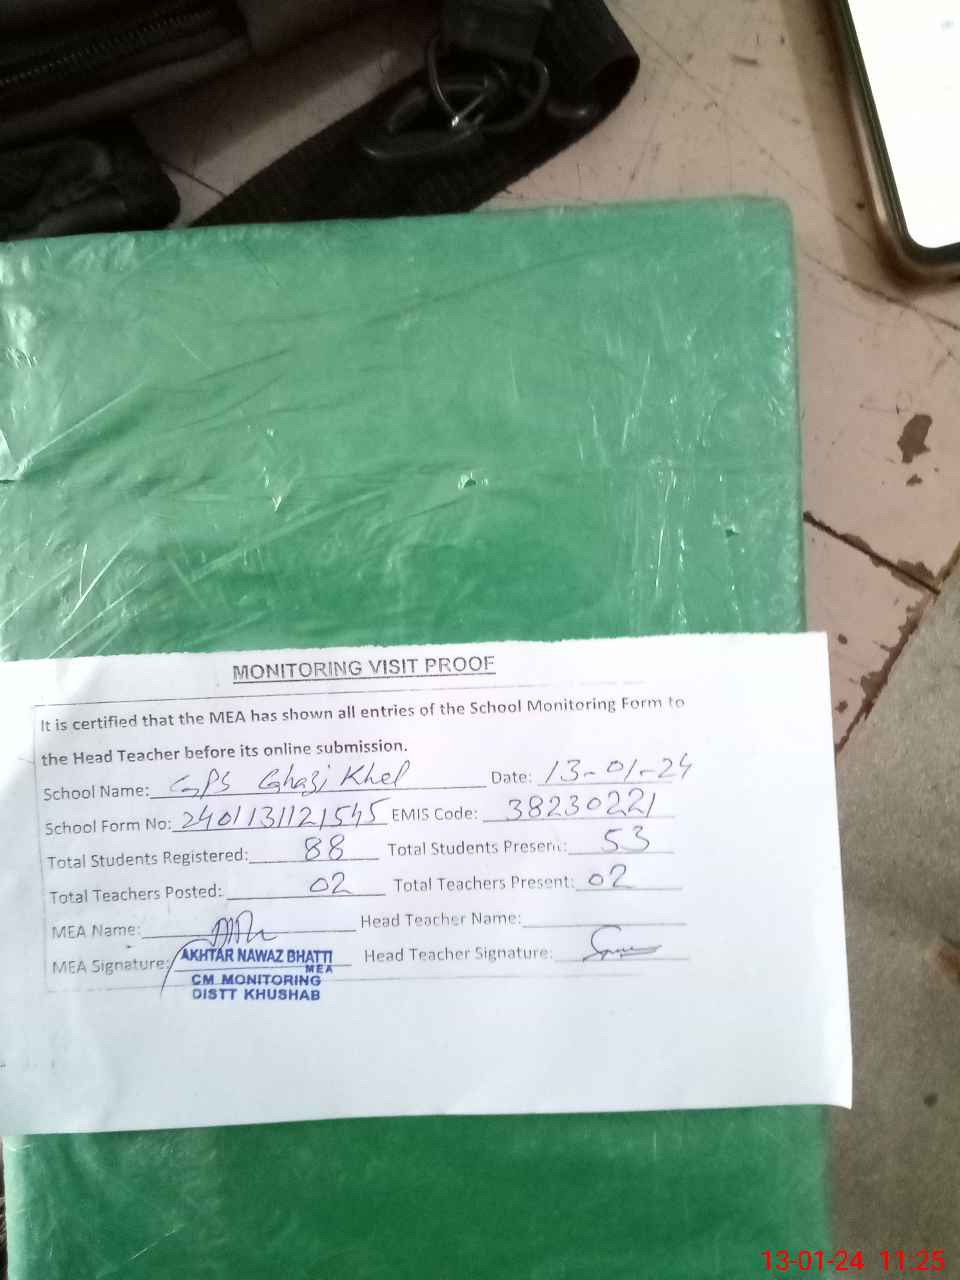 MONITORING VISIT PROOF
It is certified that the MEA has shown all entries of the School Monitoring Form to
the Head Teacher before its online submission.
School Name: GPS Ghazi Khel Date: 13-01-24
School Form No: 2401131121545 EMIS Code: 38230221
Total Students Registered: 88 Total Students Present: 53
Total Teachers Posted: 02 Total Teachers Present: 02
MEA Name: Head Teacher Name:
MEA Signature: AKHTAR NAWAZ BHATTI Head Teacher Signature:
MEA
CM MONITORING
DISTT KHUSHAB
13-01-24 11:25